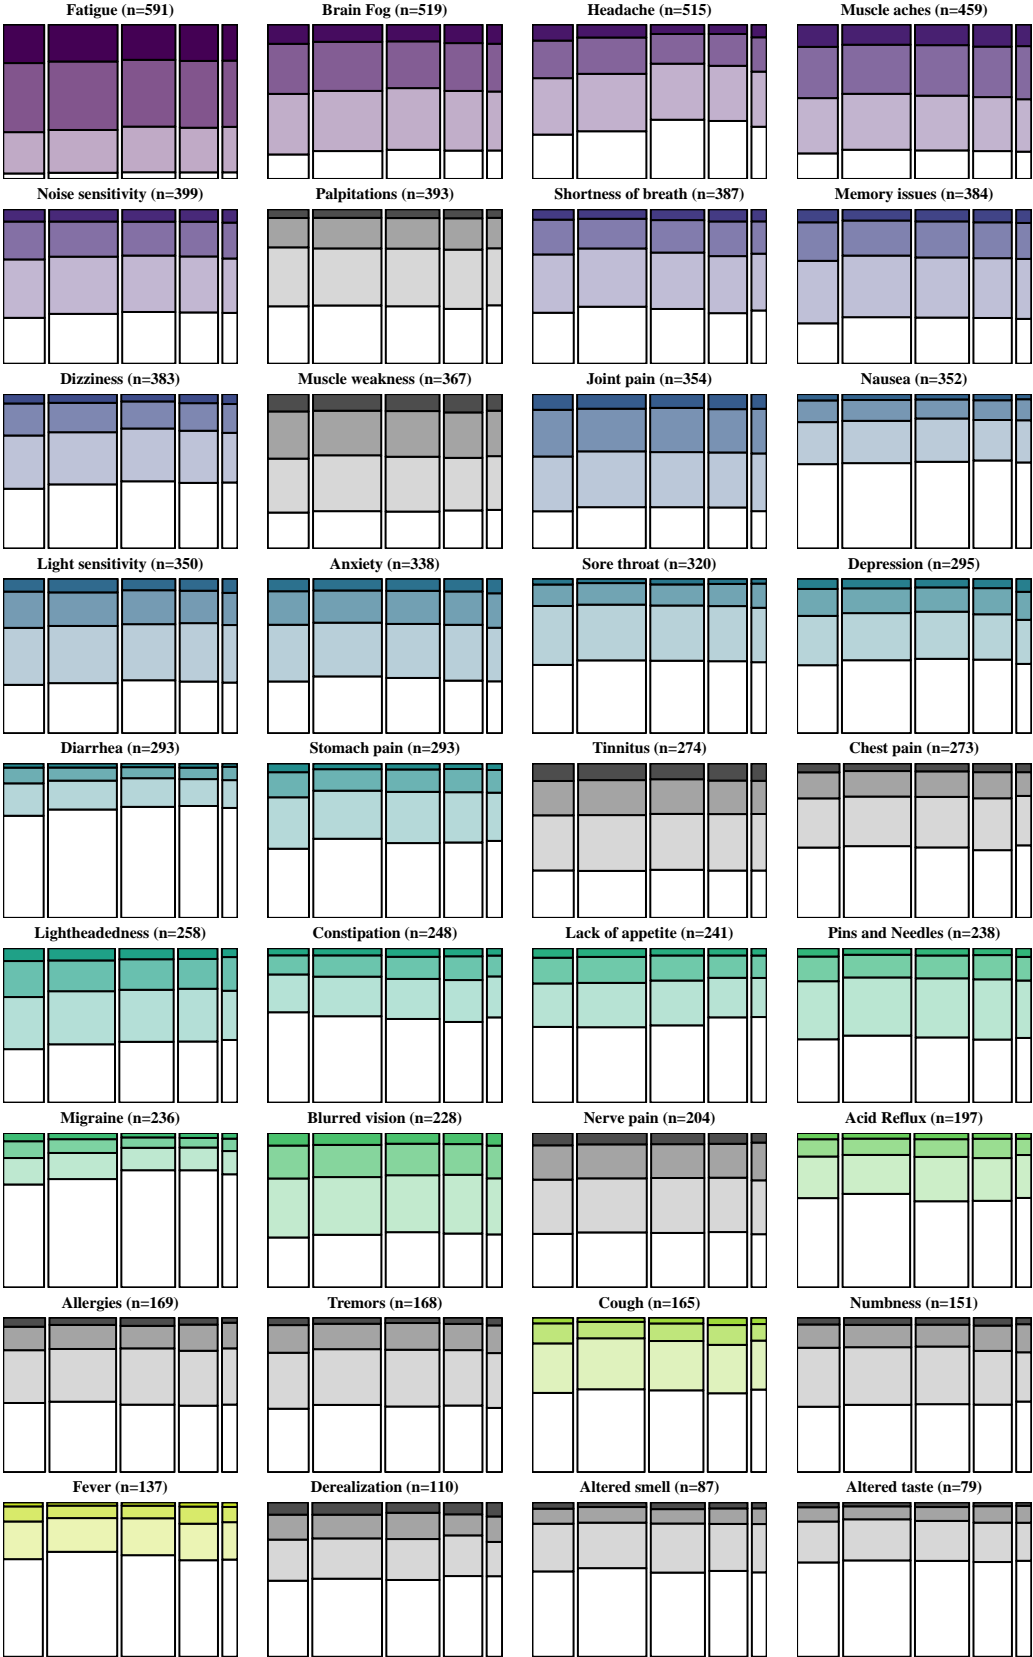 Fatigue (n=591)
Brain Fog (n=519)
Headache (n=515)
Muscle aches (n=459)
Noise sensitivity (n=399)
Palpitations (n=393)
Shortness of breath (n=387)
Memory issues (n=384)
Dizziness (n=383)
Muscle weakness (n=367)
Joint pain (n=354)
Nausea (n=352)
Light sensitivity (n=350)
Anxiety (n=338)
Sore throat (n=320)
Depression (n=295)
Diarrhea (n=293)
Stomach pain (n=293)
Tinnitus (n=274)
Chest pain (n=273)
Lightheadedness (n=258)
Constipation (n=248)
Lack of appetite (n=241)
Pins and Needles (n=238)
Migraine (n=236)
Blurred vision (n=228)
Nerve pain (n=204)
Acid Reflux (n=197)
Allergies (n=169)
Tremors (n=168)
Cough (n=165)
Numbness (n=151)
Fever (n=137)
Derealization (n=110)
Altered smell (n=87)
Altered taste (n=79)